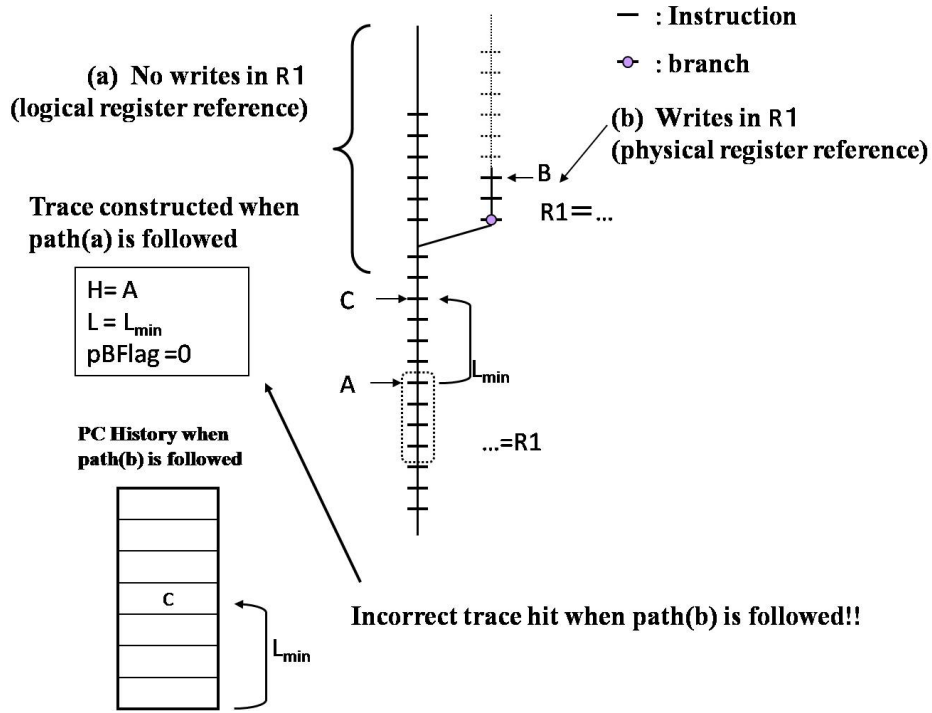 — : Instruction
: branch
(a) No writes in R1
(logical register reference)
(b) Writes in R1
(physical register reference)
B
R1=...
Trace constructed when
path(a) is followed
H= A
L = Lmin
pBFlag =0
C
Lmin
A
...=R1
PC History when
path(b) is followed
C
Lmin
Incorrect trace hit when path(b) is followed!!